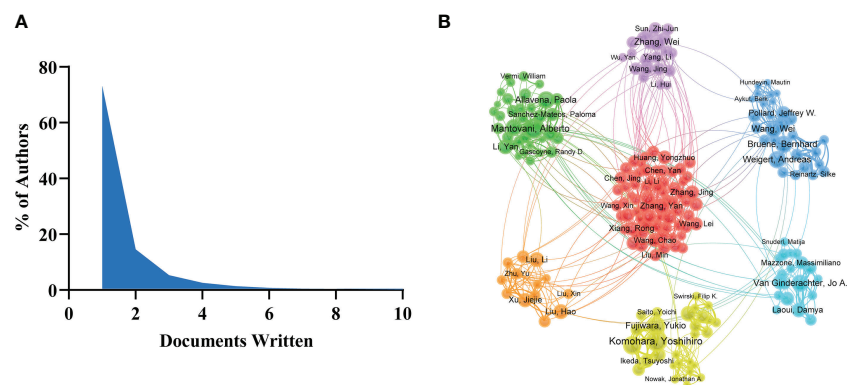 A
B
80
60
40
20
0
% of Authors
0
2
4
6
8
10
Documents Written
Sun, Zhi-Jun
Zhang, Wei
Wu, Yan
Yang, Li
Wang, Jing
Li, Hui
Vermi, William
Allavena, Paola
Sanchez-Mateos, Paloma
Mantovani, Alberto
Li, Yan
Gascoyne, Randy D.
Hundeyin, Mautin
Aykut, Berk
Pollard, Jeffrey W.
Wang, Wei
Bruene, Bernhard
Weigert, Andreas
Reinartz, Silke
Huang, Yongzhuo
Chen, Yan
Chen, Jing
Li, Li
Zhang, Jing
Wang, Xin
Zhang, Yan
Wang, Lei
Xiang, Rong
Wang, Chao
Liu, Min
Liu, Li
Zhu, Yu
Liu, Xin
Xu, Jiejie
Liu, Hao
Snuderl, Matija
Mazzone, Massimiliano
Van Ginderachter, Jo A.
Laoui, Damya
Swirski, Filip K.
Seito, Yoichi
Fujiwara, Yukio
Komohara, Yoshihiro
Ikeda, Tsuyoshi
Nowak, Jonathan A.